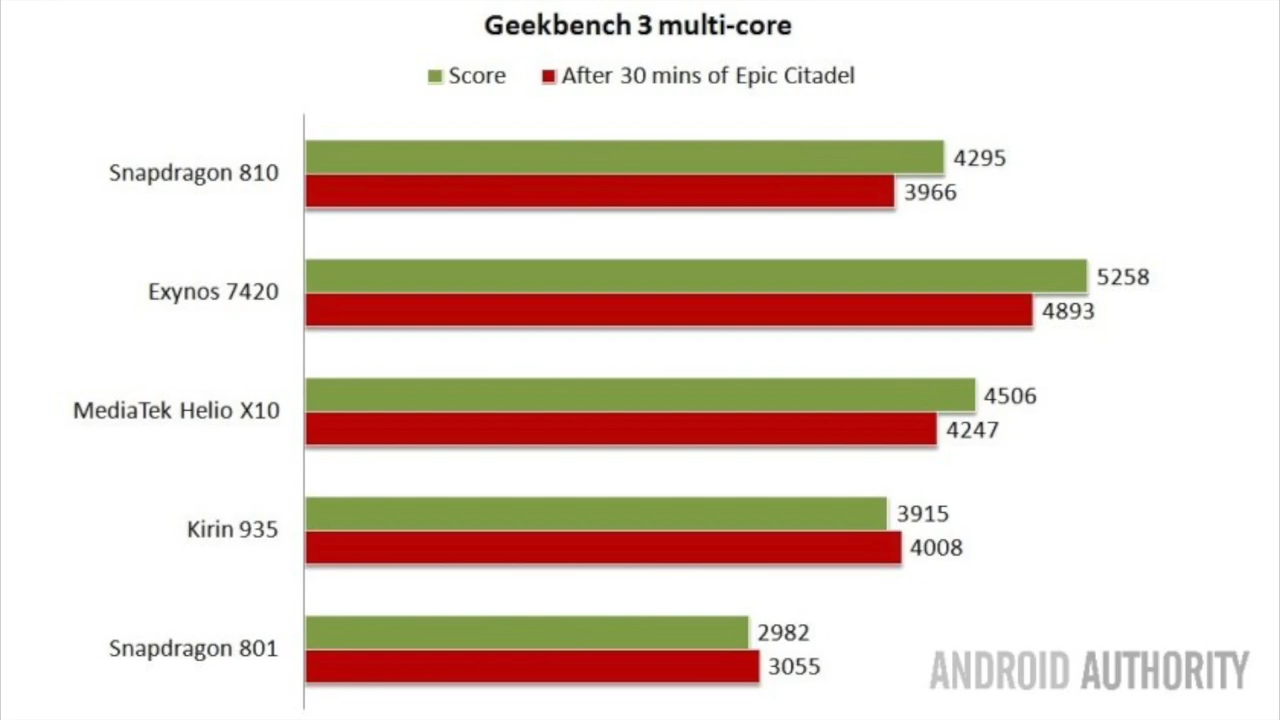 Geekbench 3 multi-core
Score After 30 mins of Epic Citadel
Snapdragon 810
4295
3966
Exynos 7420
5258
4893
MediaTek Helio X10
4506
4247
Kirin 935
3915
4008
Snapdragon 801
2982
3055
ANDROID AUTHORITY